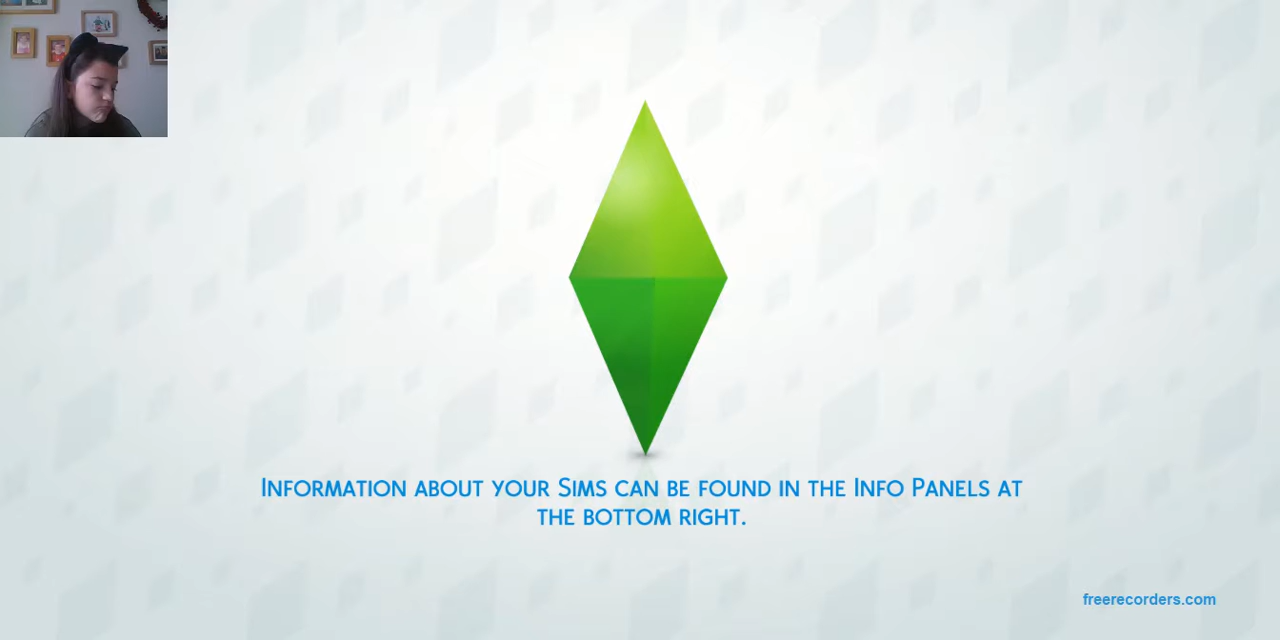 Information about your Sims can be found in the Info Panels at
the bottom right.
freerecorders.com